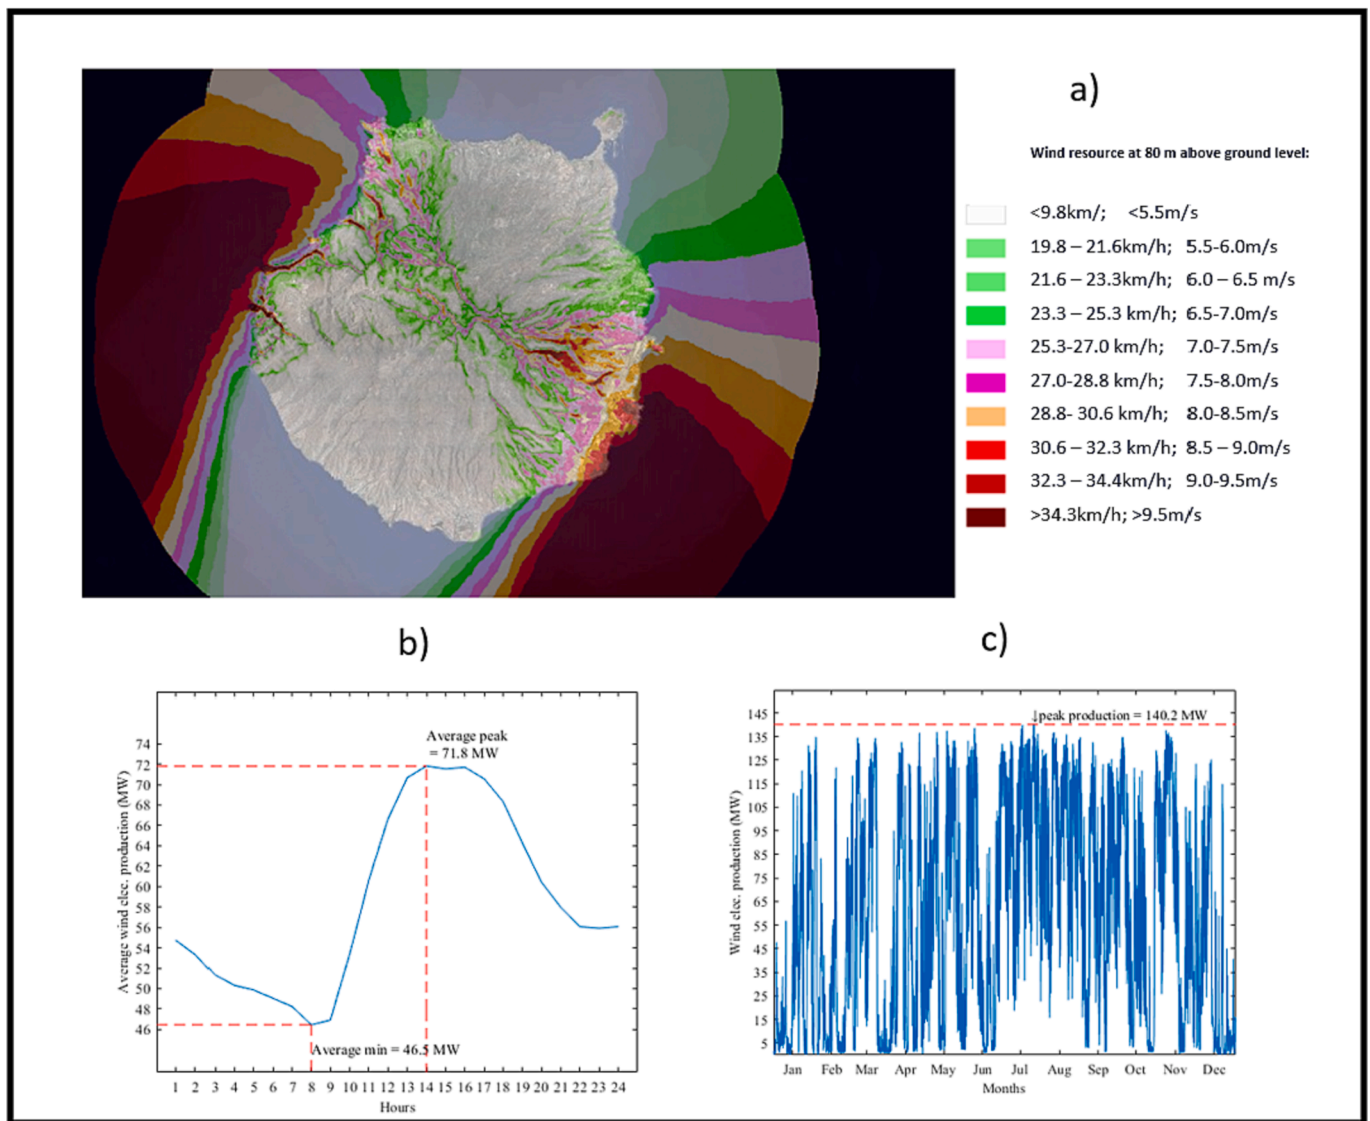 a)
Wind resource at 80 m above ground level:
<9.8km/; <5.5m/s
19.8 – 21.6km/h; 5.5-6.0m/s
21.6 – 23.3km/h; 6.0 – 6.5 m/s
23.3 – 25.3 km/h; 6.5-7.0m/s
25.3-27.0 km/h; 7.0-7.5m/s
27.0-28.8 km/h; 7.5-8.0m/s
28.8- 30.6 km/h; 8.0-8.5m/s
30.6 – 32.3 km/h; 8.5 – 9.0m/s
32.3 – 34.4km/h; 9.0-9.5m/s
>34.3km/h; >9.5m/s
b)
Average wind elec. production (MW)
74
72
70
68
66
64
62
60
58
56
54
52
50
48
46
Average peak
= 71.8 MW
Average min = 46.5 MW
1 2 3 4 5 6 7 8 9 10 11 12 13 14 15 16 17 18 19 20 21 22 23 24
Hours
c)
Wind elec. production (MW)
145
135
125
115
105
95
85
75
65
55
45
35
25
15
5
↓peak production = 140.2 MW
Jan Feb Mar Apr May Jun Jul Aug Sep Oct Nov Dec
Months